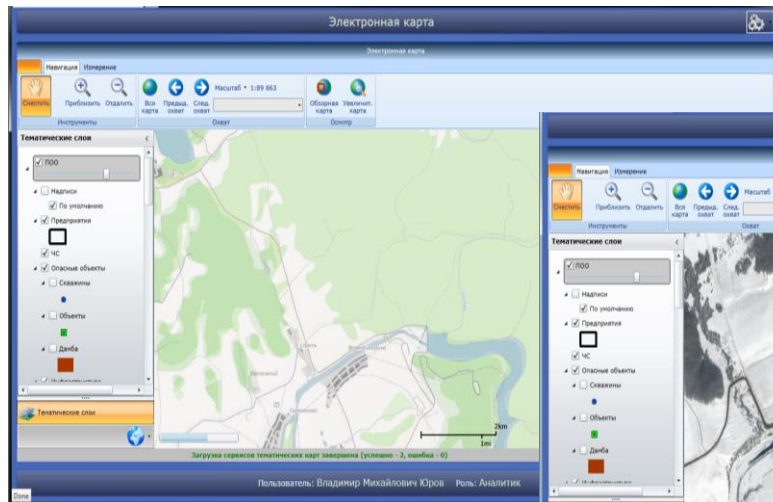 Электронная карта
Электронная карта
Навигация Измерение
Сместить Приблизить Отдалить Вся карта Предыд. охват След. охват Масштаб 1:89 863 Обзорная карта Увеличит. карта
Инструменты Охват Осмотр
Тематические слои
ПОО
Надписи
По умолчанию
Предприятия
ЧС
Опасные объекты
Скважины
Объекты
Дамба
Тематические слои
2km
1mi
Загрузка сервисов тематических карт завершена (успешно - 2, ошибка - 0)
Пользователь: Владимир Михайлович Юров Роль: Аналитик
Done
Навигация Измерение
Сместить Приблизить Отдалить Вся карта Предыд. охват След. охват Масштаб
Инструменты Охват
Тематические слои
ПОО
Надписи
По умолчанию
Предприятия
ЧС
Опасные объекты
Скважины
Объекты
Дамба